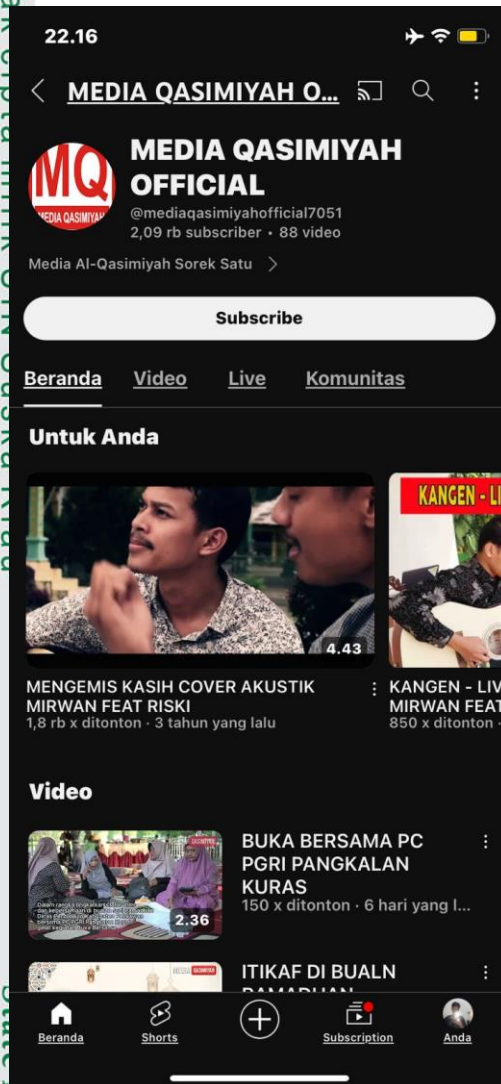 22.16
MEDIA QASIMIYAH O...
MQ
MEDIA QASIMIYAH
MEDIA QASIMIYAH
OFFICIAL
@mediaqasimiyahofficial7051
2,09 rb subscriber • 88 video
Media Al-Qasimiyah Sorek Satu >
Subscribe
Beranda Video Live Komunitas
Untuk Anda
KANGEN - LI
4.43
MENGEMIS KASIH COVER AKUSTIK
MIRWAN FEAT RISKI
1,8 rb x ditonton · 3 tahun yang lalu
KANGEN - LIV
MIRWAN FEAT
850 x ditonton ·
Video
2.36
BUKA BERSAMA PC
PGRI PANGKALAN
KURAS
150 x ditonton · 6 hari yang l...
ITIKAF DI BUALN
RAMADHAN
Beranda
Shorts
Subscription
Anda